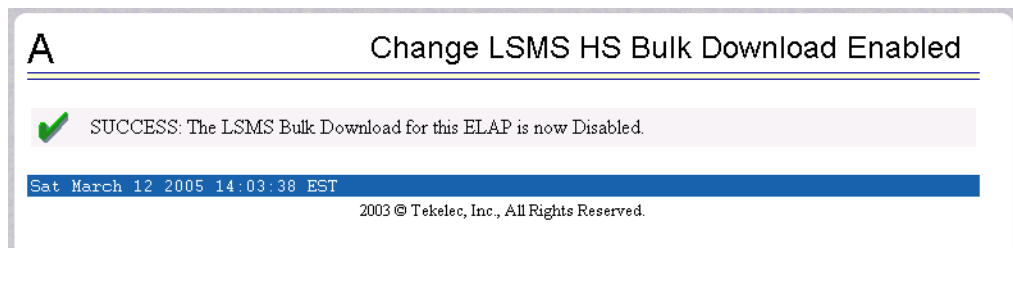 A Change LSMS HS Bulk Download Enabled
SUCCESS: The LSMS Bulk Download for this ELAP is now Disabled.
Sat March 12 2005 14:03:38 EST
2003 © Tekelec, Inc., All Rights Reserved.